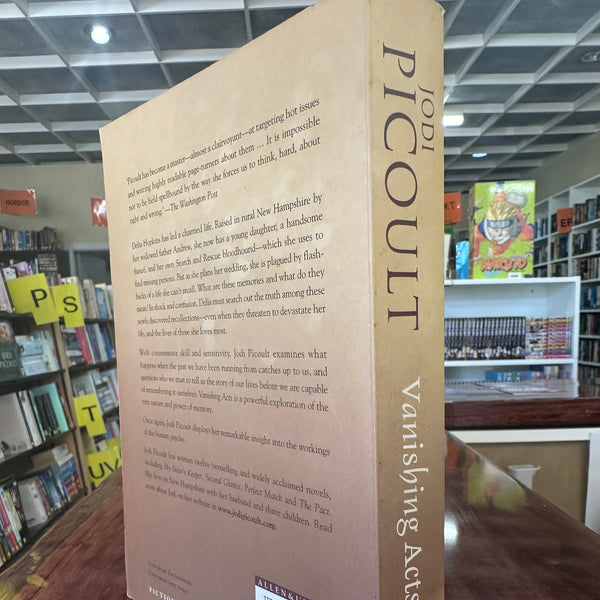 'Picoult has become a master—almost a clairvoyant—at targeting hot issues
and writing highly readable page-turners about them ... It is impossible
not to be held spellbound by the way she forces us to think, hard, about
right and wrong.' —The Washington Post
Delia Hopkins has led a charmed life. Raised in rural New Hampshire by
her widowed father Andrew, she now has a young daughter, a handsome
fiancé, and her own Search and Rescue bloodhound—which she uses to
find missing persons. But as she plans her wedding, she is plagued by flash-
backs of a life she can't recall. What are these memories and what do they
mean? In shock and confusion, Delia must search out the truth among these
newly discovered recollections—even when they threaten to devastate her
life, and the lives of those she loves most.
With consummate skill and sensitivity, Jodi Picoult examines what
happens when the past we have been running from catches up to us, and
questions who we trust to tell us the story of our lives before we are capable
of remembering it ourselves. Vanishing Acts is a powerful exploration of the
very nature and power of memory.
Once again, Jodi Picoult displays her remarkable insight into the workings
of the human psyche.
Jodi Picoult has written twelve bestselling and widely acclaimed novels,
including My Sister's Keeper, Second Glance, Perfect Match and The Pact.
She lives in New Hampshire with her husband and three children. Read
more about Jodi on her website at www.jodipicoult.com.
FICTION
ALLEN &
JODI
PICOULT
Vanishing Acts
HORROR
P
S
T
UV
NARUTO